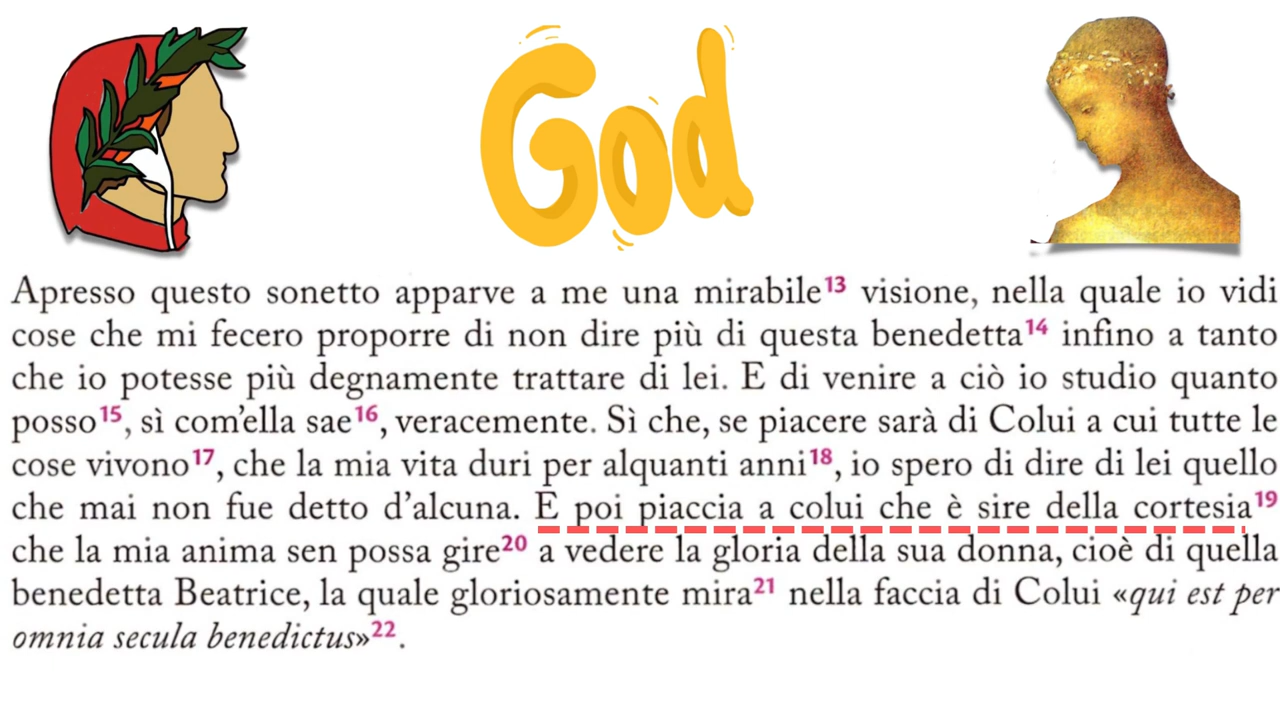 God
Apresso questo sonetto apparve a me una mirabile13 visione, nella quale io vidi
cose che mi fecero proporre di non dire più di questa benedetta14 infino a tanto
che io potesse più degnamente trattare di lei. E di venire a ciò io studio quanto
posso15, sì com'ella sae16, veracemente. Sì che, se piacere sarà di Colui a cui tutte le
cose vivono17, che la mia vita duri per alquanti anni18, io spero di dire di lei quello
che mai non fue detto d'alcuna. E poi piaccia a colui che è sire della cortesia19
che la mia anima sen possa gire20 a vedere la gloria della sua donna, cioè di quella
benedetta Beatrice, la quale gloriosamente mira21 nella faccia di Colui «qui est per
omnia secula benedictus»22.